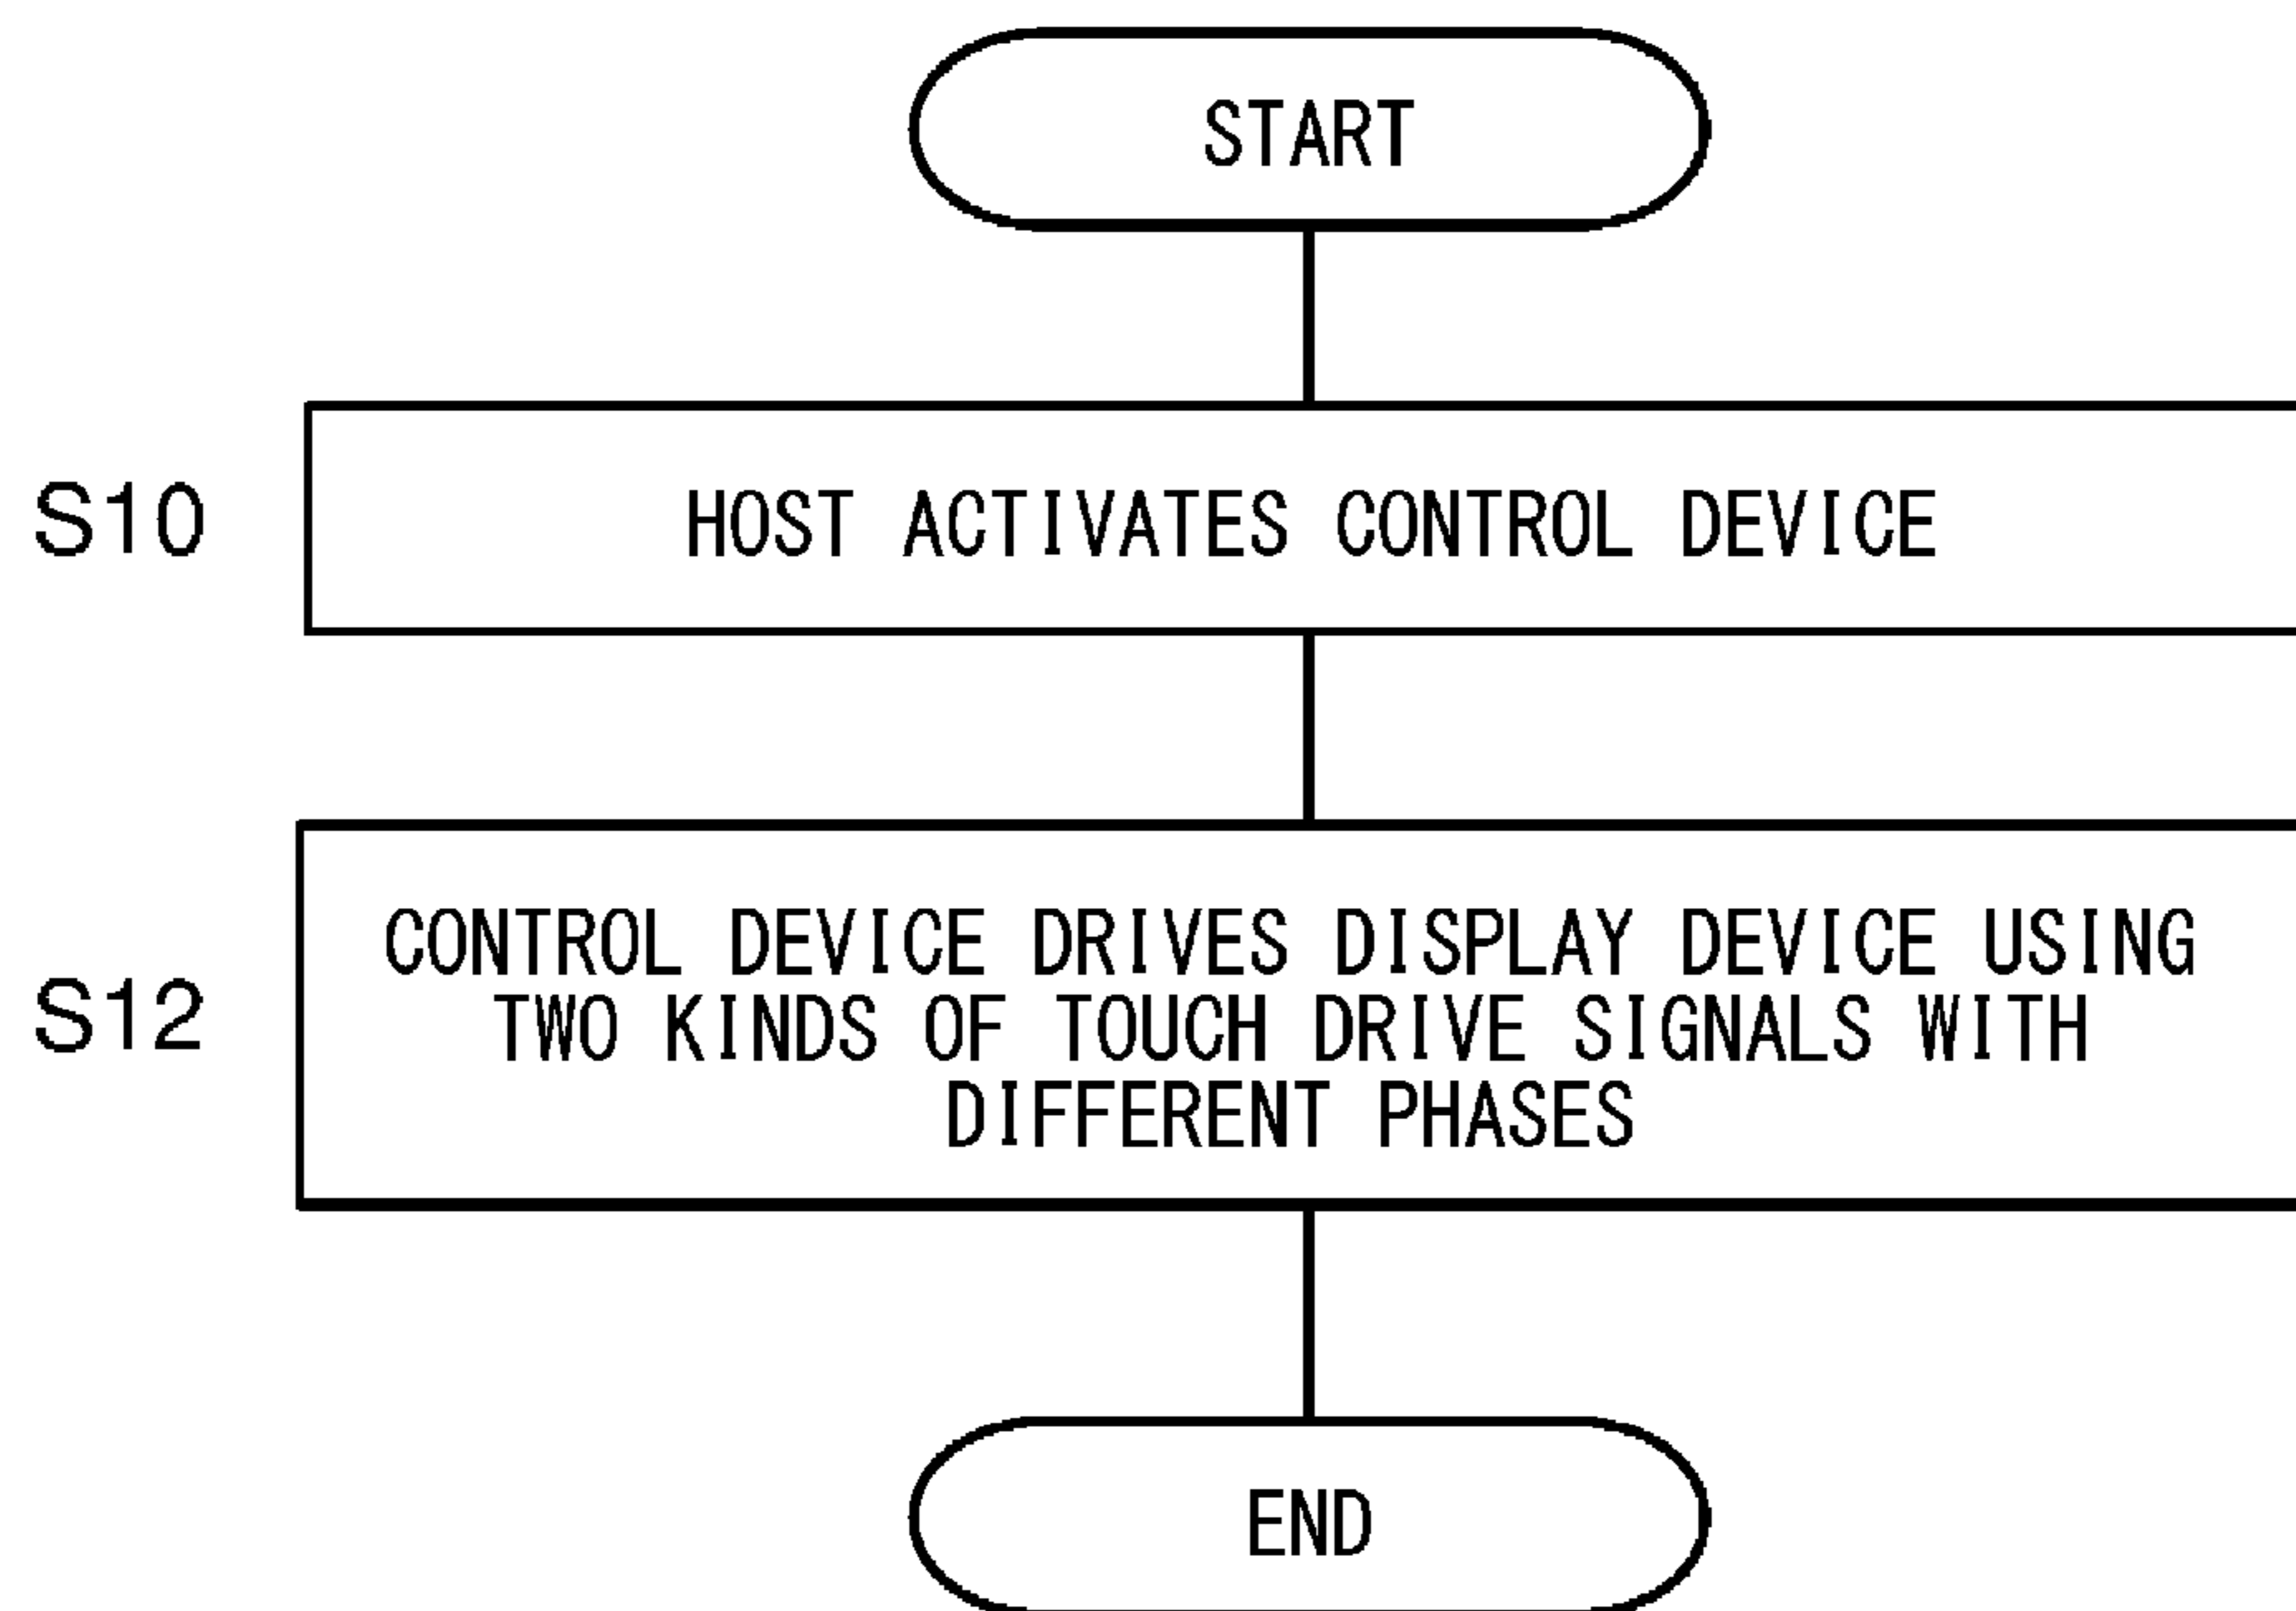 START
S10
HOST ACTIVATES CONTROL DEVICE
S12
CONTROL DEVICE DRIVES DISPLAY DEVICE USING
TWO KINDS OF TOUCH DRIVE SIGNALS WITH
DIFFERENT PHASES
END